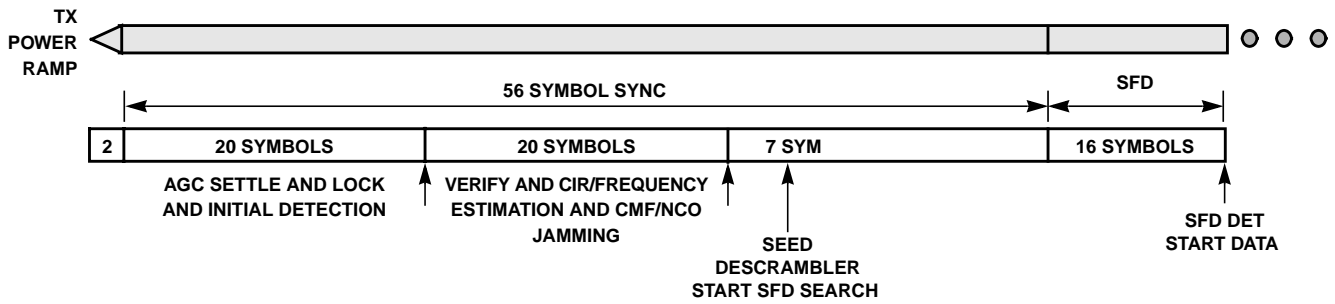 TX
POWER
RAMP
56 SYMBOL SYNC
SFD
2
20 SYMBOLS
20 SYMBOLS
7 SYM
16 SYMBOLS
AGC SETTLE AND LOCK
AND INITIAL DETECTION
VERIFY AND CIR/FREQUENCY
ESTIMATION AND CMF/NCO
JAMMING
SEED
DESCRAMBLER
START SFD SEARCH
SFD DET
START DATA